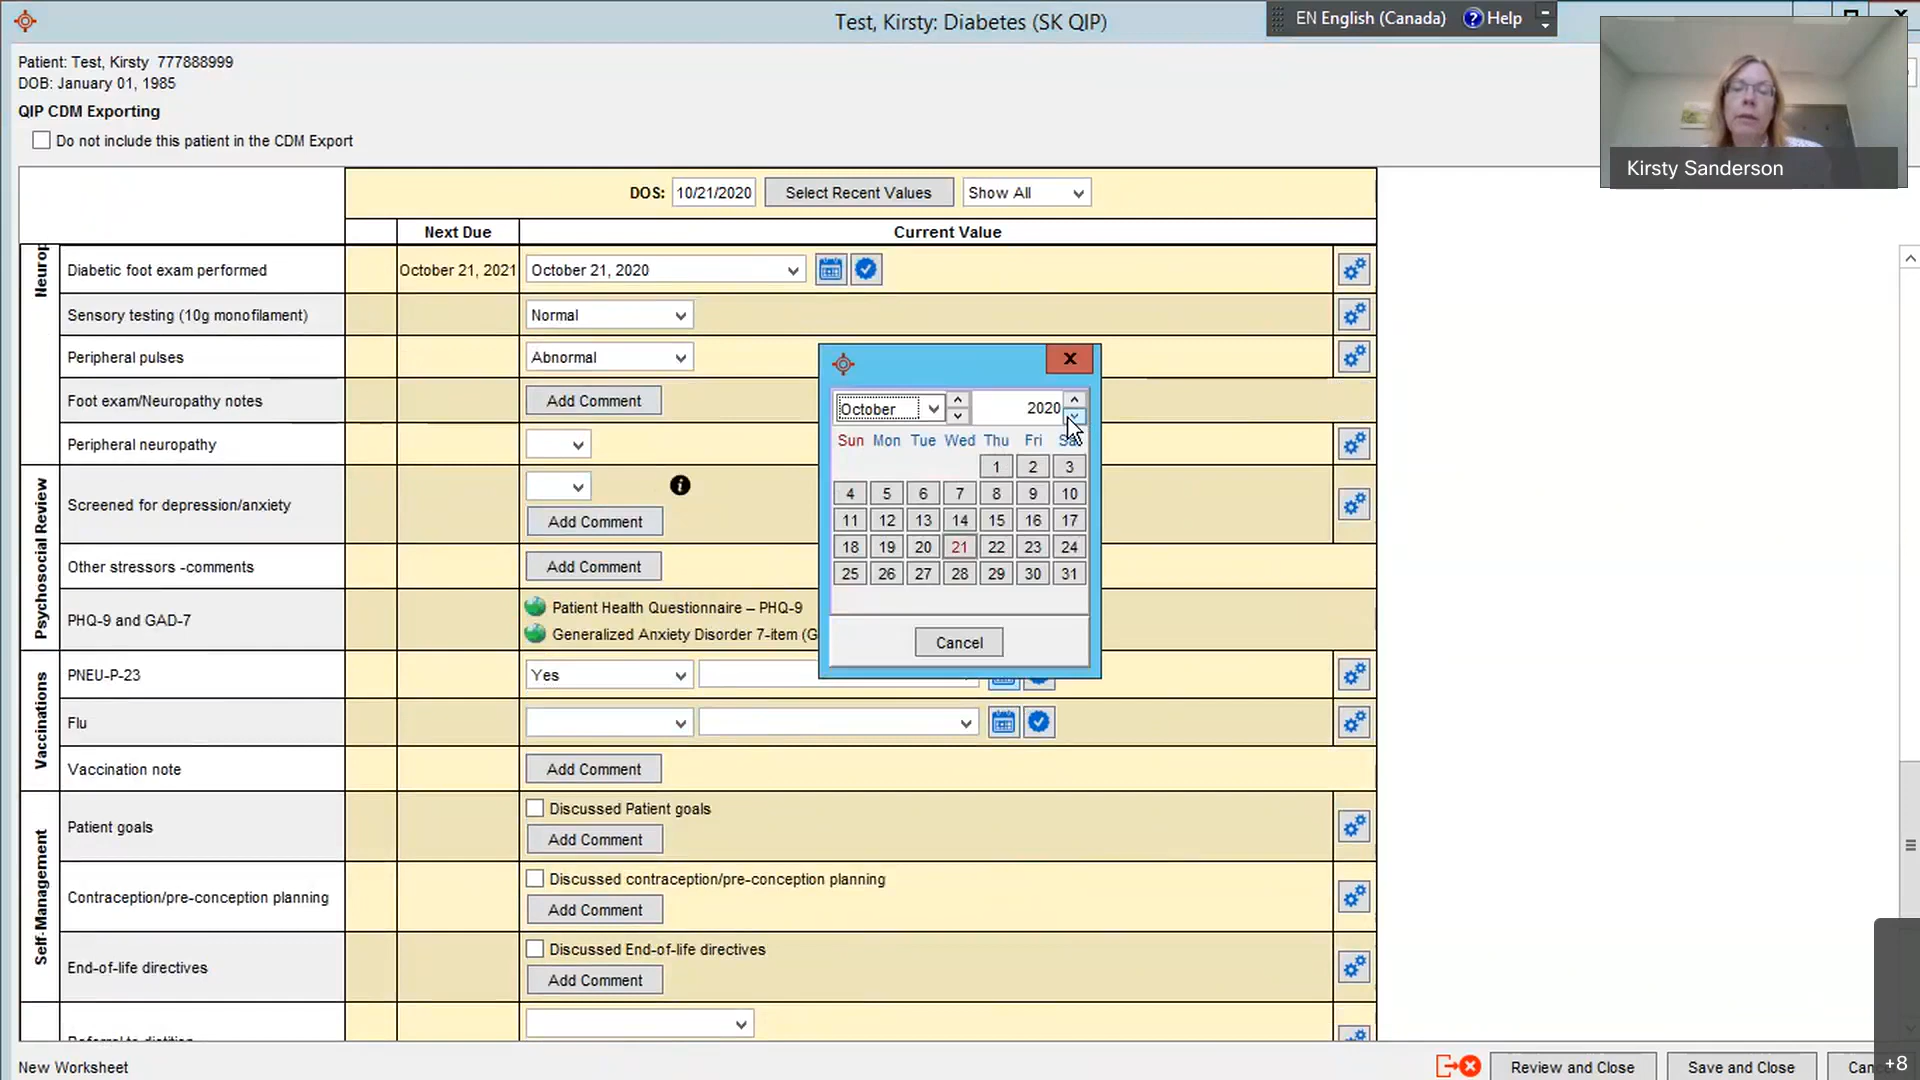 Test, Kirsty: Diabetes (SK QIP)
EN English (Canada) Help
Patient: Test, Kirsty 777888999
DOB: January 01, 1985
QIP CDM Exporting
Do not include this patient in the CDM Export
Kirsty Sanderson
DOS: 10/21/2020 Select Recent Values Show All
Next Due Current Value
Neurop
Diabetic foot exam performed October 21, 2021 October 21, 2020
Sensory testing (10g monofilament) Normal
Peripheral pulses Abnormal
Foot exam/Neuropathy notes Add Comment
Peripheral neuropathy
Psychosocial Review
Screened for depression/anxiety
Add Comment
Other stressors -comments Add Comment
PHQ-9 and GAD-7
Patient Health Questionnaire – PHQ-9
Generalized Anxiety Disorder 7-item (G
Vaccinations
PNEU-P-23 Yes
Flu
Vaccination note Add Comment
Self-Management
Patient goals
Discussed Patient goals
Add Comment
Contraception/pre-conception planning
Discussed contraception/pre-conception planning
Add Comment
End-of-life directives
Discussed End-of-life directives
Add Comment
X
October 2020
Sun Mon Tue Wed Thu Fri Sat
1 2 3
4 5 6 7 8 9 10
11 12 13 14 15 16 17
18 19 20 21 22 23 24
25 26 27 28 29 30 31
Cancel
New Worksheet
Review and Close Save and Close Canc
+8